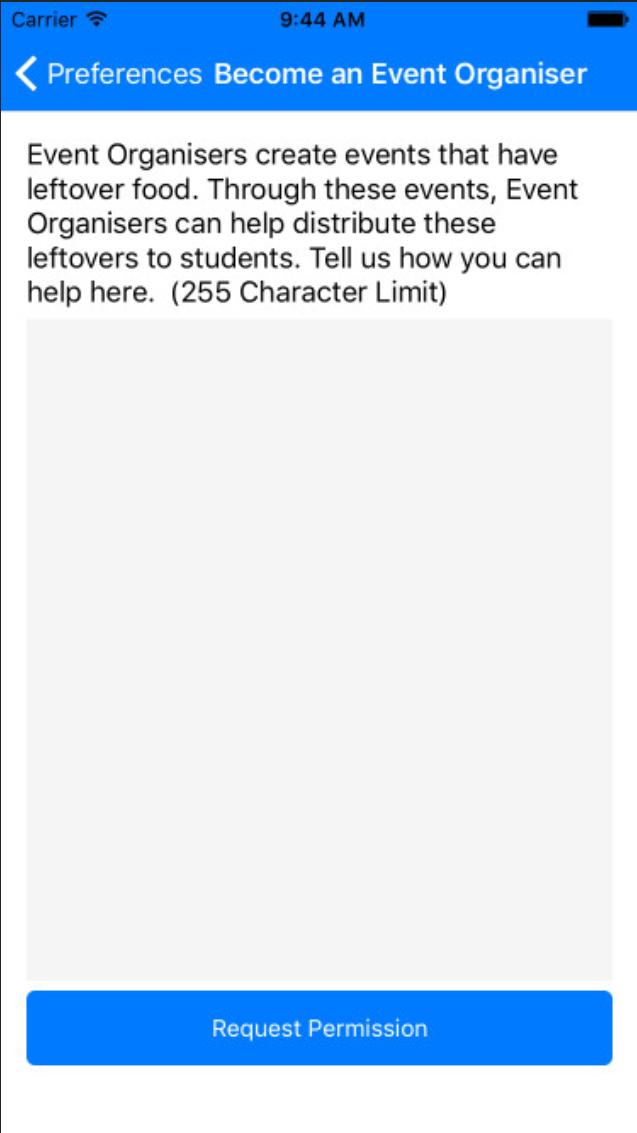 Carrier 9:44 AM
Preferences Become an Event Organiser
Event Organisers create events that have
leftover food. Through these events, Event
Organisers can help distribute these
leftovers to students. Tell us how you can
help here.  (255 Character Limit)
Request Permission